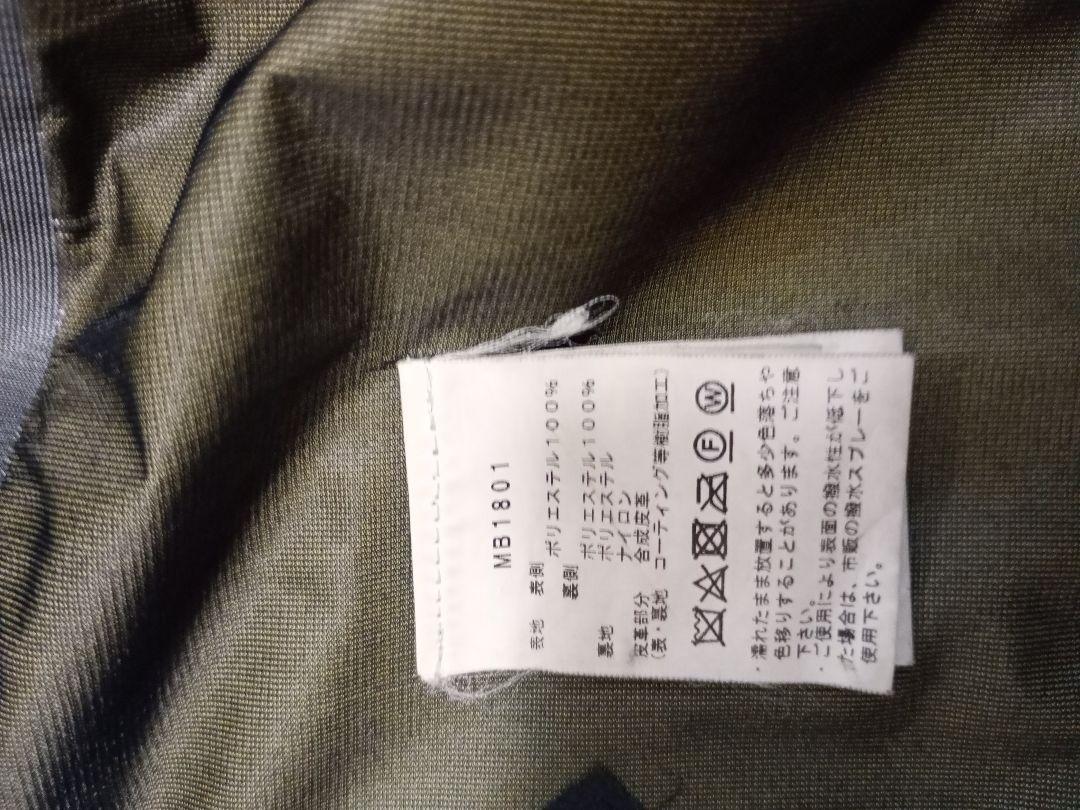 MB1801
表地 表側
ポリエステル100%
裏側
ポリエステル100%
裏地 ポリエステル
ナイロン
皮革部分 合成皮革
(表・裏地 コーティング等樹脂加工)
F W
・濡れたまま放置すると多少色落ちや
色移りすることがあります。ご注意
下さい。
・ご使用により表面の撥水性が低下し
た場合は、市販の撥水スプレーをご
使用下さい。